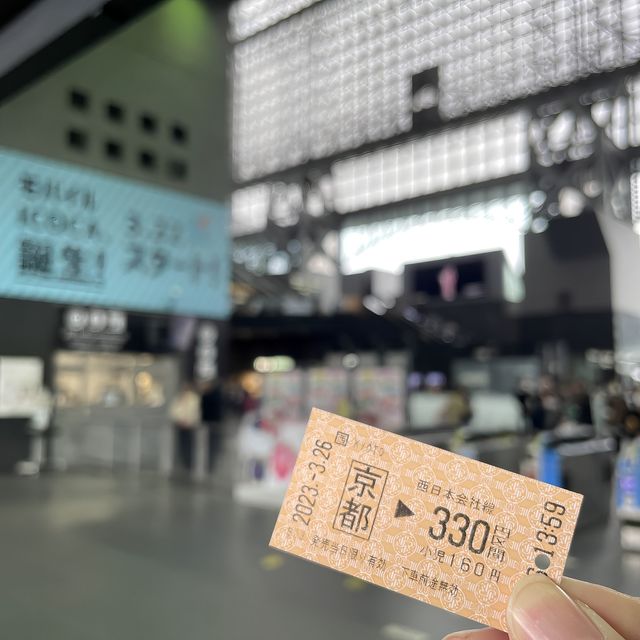 モバイル
ICOCA、
誕生!
3.22
スタート!
2023.-3.26
京都
▶
西日本会社線
330円区間
小児160円
発売当日限り有効
下車前途無効
13:59